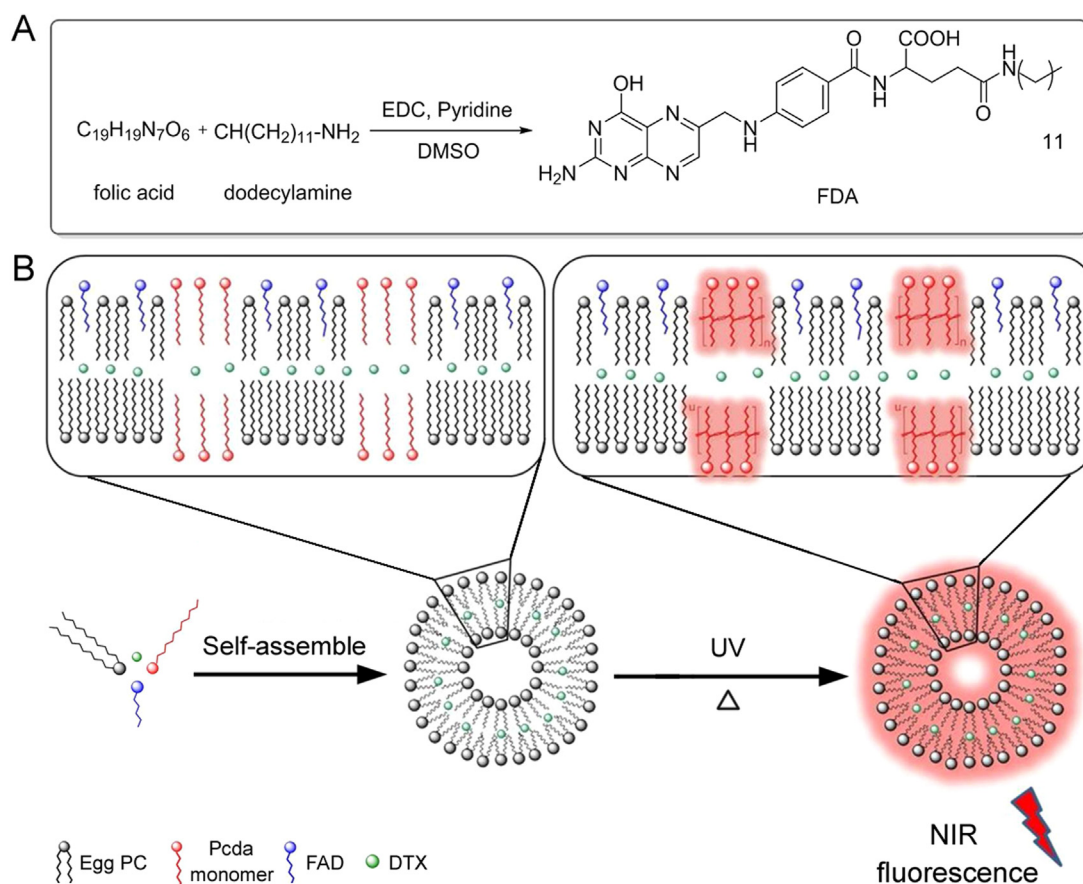 A
C19H19N7O6 + CH(CH2)11-NH2
EDC, Pyridine
DMSO
folic acid
dodecylamine
OH
N
N
H2N
N
N
N
H
O
N
H
COOH
O
H
N
11
FDA
B
n
n
u
u
Self-assemble
UV
△
NIR
fluorescence
Egg PC
Pcda
monomer
FAD
DTX